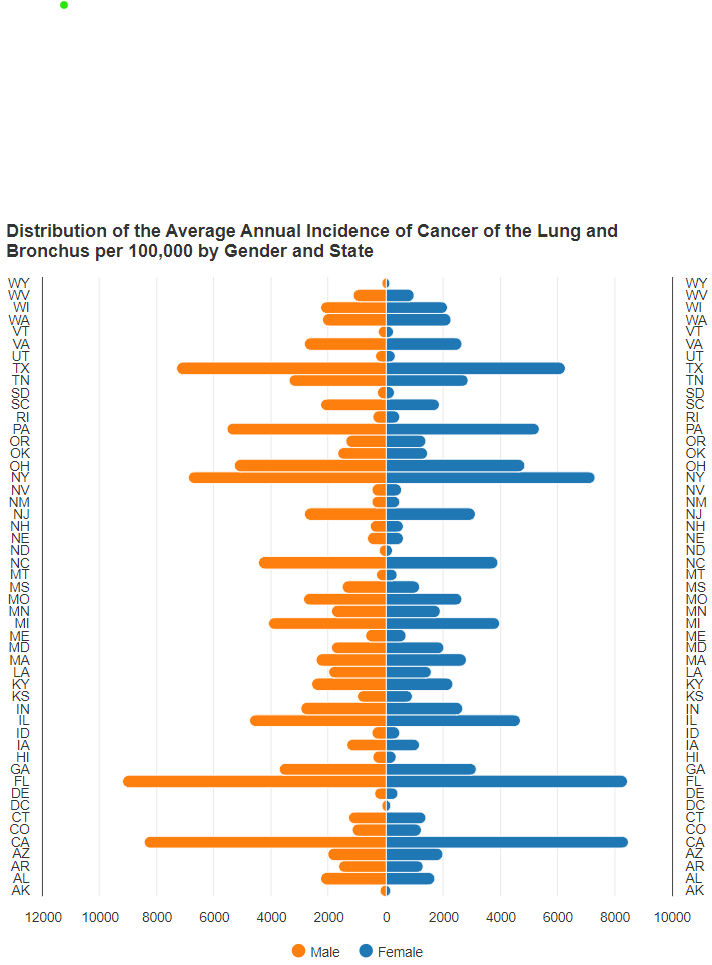 Distribution of the Average Annual Incidence of Cancer of the Lung and
Bronchus per 100,000 by Gender and State
WY WY
WV WV
WI WI
WA WA
VT VT
VA VA
UT UT
TX TX
TN TN
SD SD
SC SC
RI RI
PA PA
OR OR
OK OK
OH OH
NY NY
NV NV
NM NM
NJ NJ
NH NH
NE NE
ND ND
NC NC
MT MT
MS MS
MO MO
MN MN
MI MI
ME ME
MD MD
MA MA
LA LA
KY KY
KS KS
IN IN
IL IL
ID ID
IA IA
HI HI
GA GA
FL FL
DE DE
DC DC
CT CT
CO CO
CA CA
AZ AZ
AR AR
AL AL
AK AK
12000 10000 8000 6000 4000 2000 0 2000 4000 6000 8000 10000
Male Female